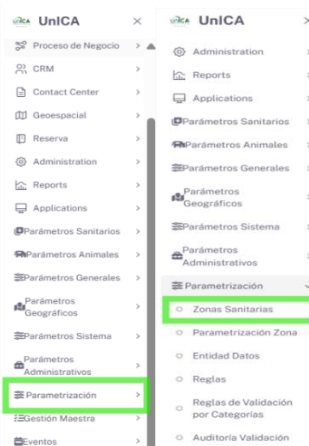 UnICA
Proceso de Negocio
CRM
Contact Center
Geoespacial
Reserva
Administration
Reports
Applications
Parámetros Sanitarios
Parámetros Animales
Parámetros Generales
Parámetros
Geográficos
Parámetros Sistema
Parámetros
Administrativos
Parametrización
Gestión Maestra
Eventos
UnICA
Administration
Reports
Applications
Parámetros Sanitarios
Parámetros Animales
Parámetros Generales
Parámetros
Geográficos
Parámetros Sistema
Parámetros
Administrativos
Parametrización
Zonas Sanitarias
Parametrización Zona
Entidad Datos
Reglas
Reglas de Validación
por Categorías
Auditoría Validación